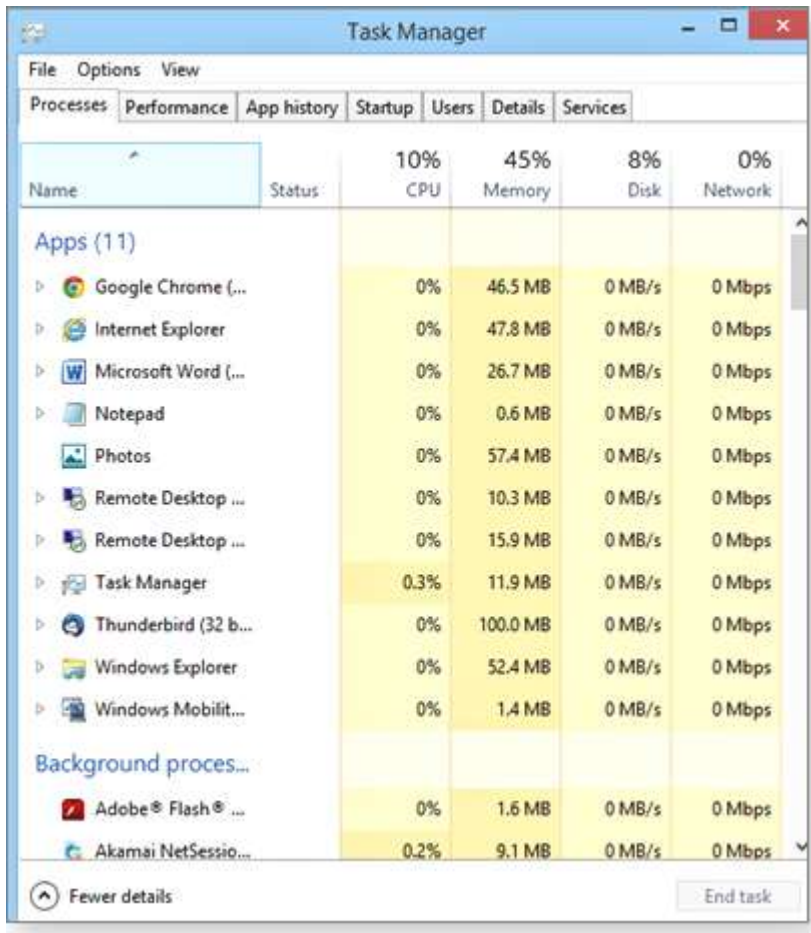 Task Manager
File Options View
Processes Performance App history Startup Users Details Services
10% 45% 8% 0%
Name Status CPU Memory Disk Network
Apps (11)
Google Chrome (... 0% 46.5 MB 0 MB/s 0 Mbps
Internet Explorer 0% 47.8 MB 0 MB/s 0 Mbps
Microsoft Word (... 0% 26.7 MB 0 MB/s 0 Mbps
Notepad 0% 0.6 MB 0 MB/s 0 Mbps
Photos 0% 57.4 MB 0 MB/s 0 Mbps
Remote Desktop ... 0% 10.3 MB 0 MB/s 0 Mbps
Remote Desktop ... 0% 15.9 MB 0 MB/s 0 Mbps
Task Manager 0.3% 11.9 MB 0 MB/s 0 Mbps
Thunderbird (32 b... 0% 100.0 MB 0 MB/s 0 Mbps
Windows Explorer 0% 52.4 MB 0 MB/s 0 Mbps
Windows Mobilit... 0% 1.4 MB 0 MB/s 0 Mbps
Background proces...
Adobe® Flash® ... 0% 1.6 MB 0 MB/s 0 Mbps
Akamai NetSessio... 0.2% 9.1 MB 0 MB/s 0 Mbps
Fewer details End task